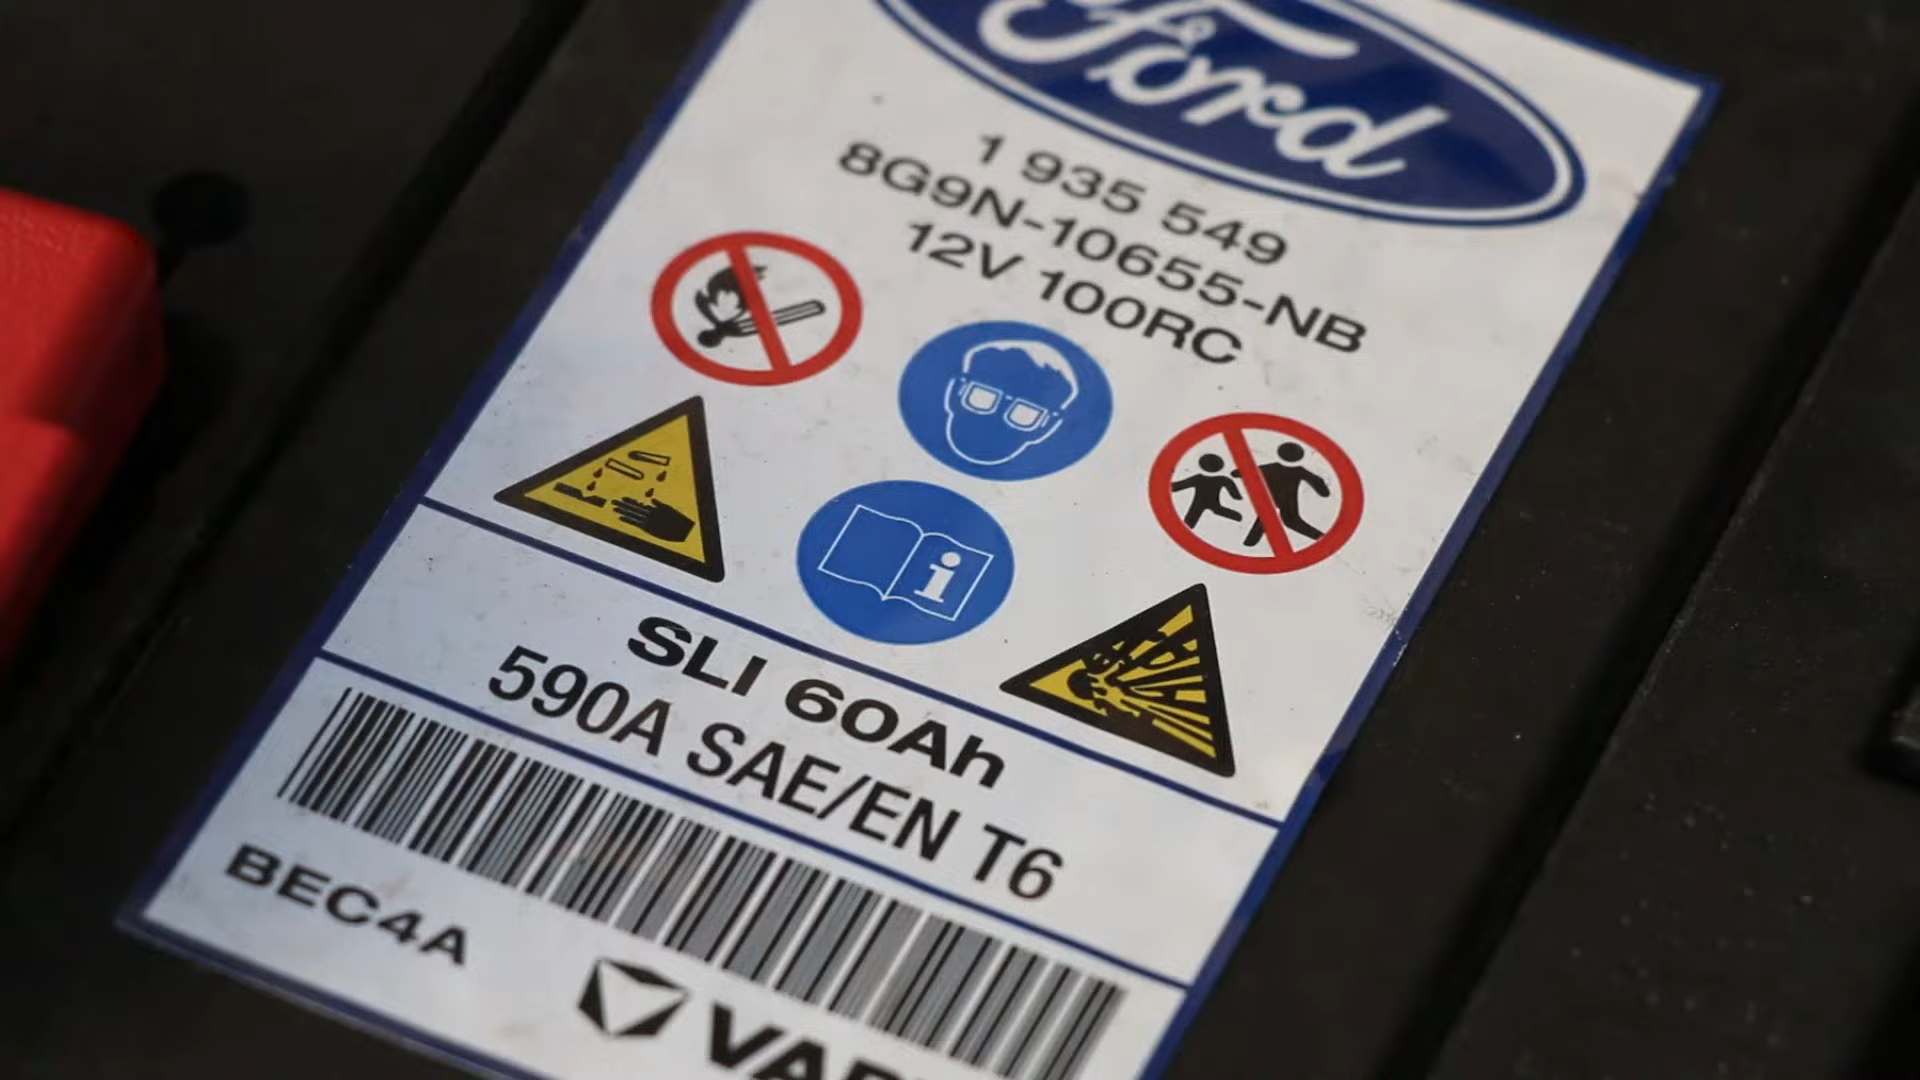 Ford
1 935 549
8G9N-10655-NB
12V 100RC
i
SLI 60Ah
590A SAE/EN T6
BEC4A